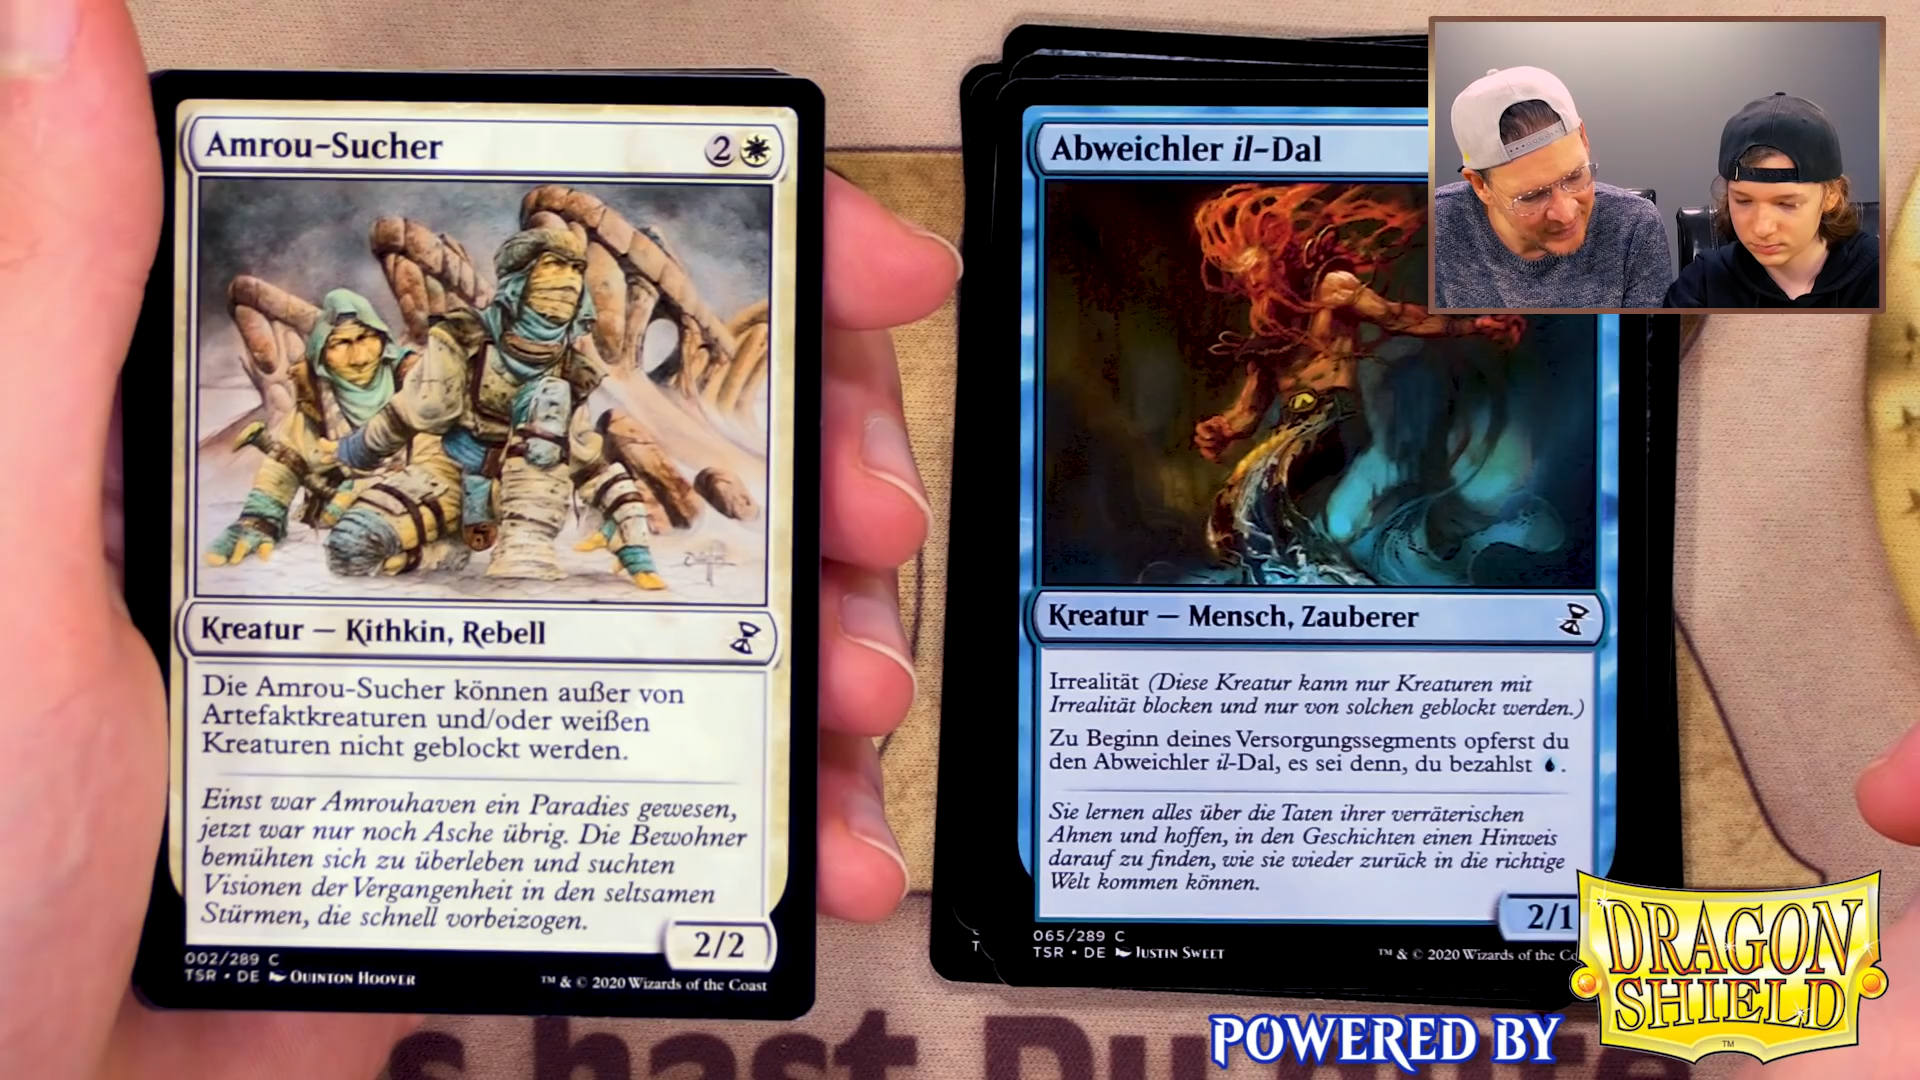 Amrou-Sucher
2
Kreatur – Kithkin, Rebell
Die Amrou-Sucher können außer von
Artefaktkreaturen und/oder weißen
Kreaturen nicht geblockt werden.
Einst war Amrouhaven ein Paradies gewesen,
jetzt war nur noch Asche übrig. Die Bewohner
bemühten sich zu überleben und suchten
Visionen der Vergangenheit in den seltsamen
Stürmen, die schnell vorbeizogen.
2/2
002/289 C
TSR • DE Quinton Hoover
™ & © 2020 Wizards of the Coast
Abweichler il-Dal
Kreatur – Mensch, Zauberer
Irrealität (Diese Kreatur kann nur Kreaturen mit
Irrealität blocken und nur von solchen geblockt werden.)
Zu Beginn deines Versorgungssegments opferst du
den Abweichler il-Dal, es sei denn, du bezahlst .
Sie lernen alles über die Taten ihrer verräterischen
Ahnen und hoffen, in den Geschichten einen Hinweis
darauf zu finden, wie sie wieder zurück in die richtige
Welt kommen können.
2/1
065/289 C
TSR • DE Justin Sweet
™ & © 2020 Wizards of the
hast
POWERED BY
DRAGON
SHIELD
™